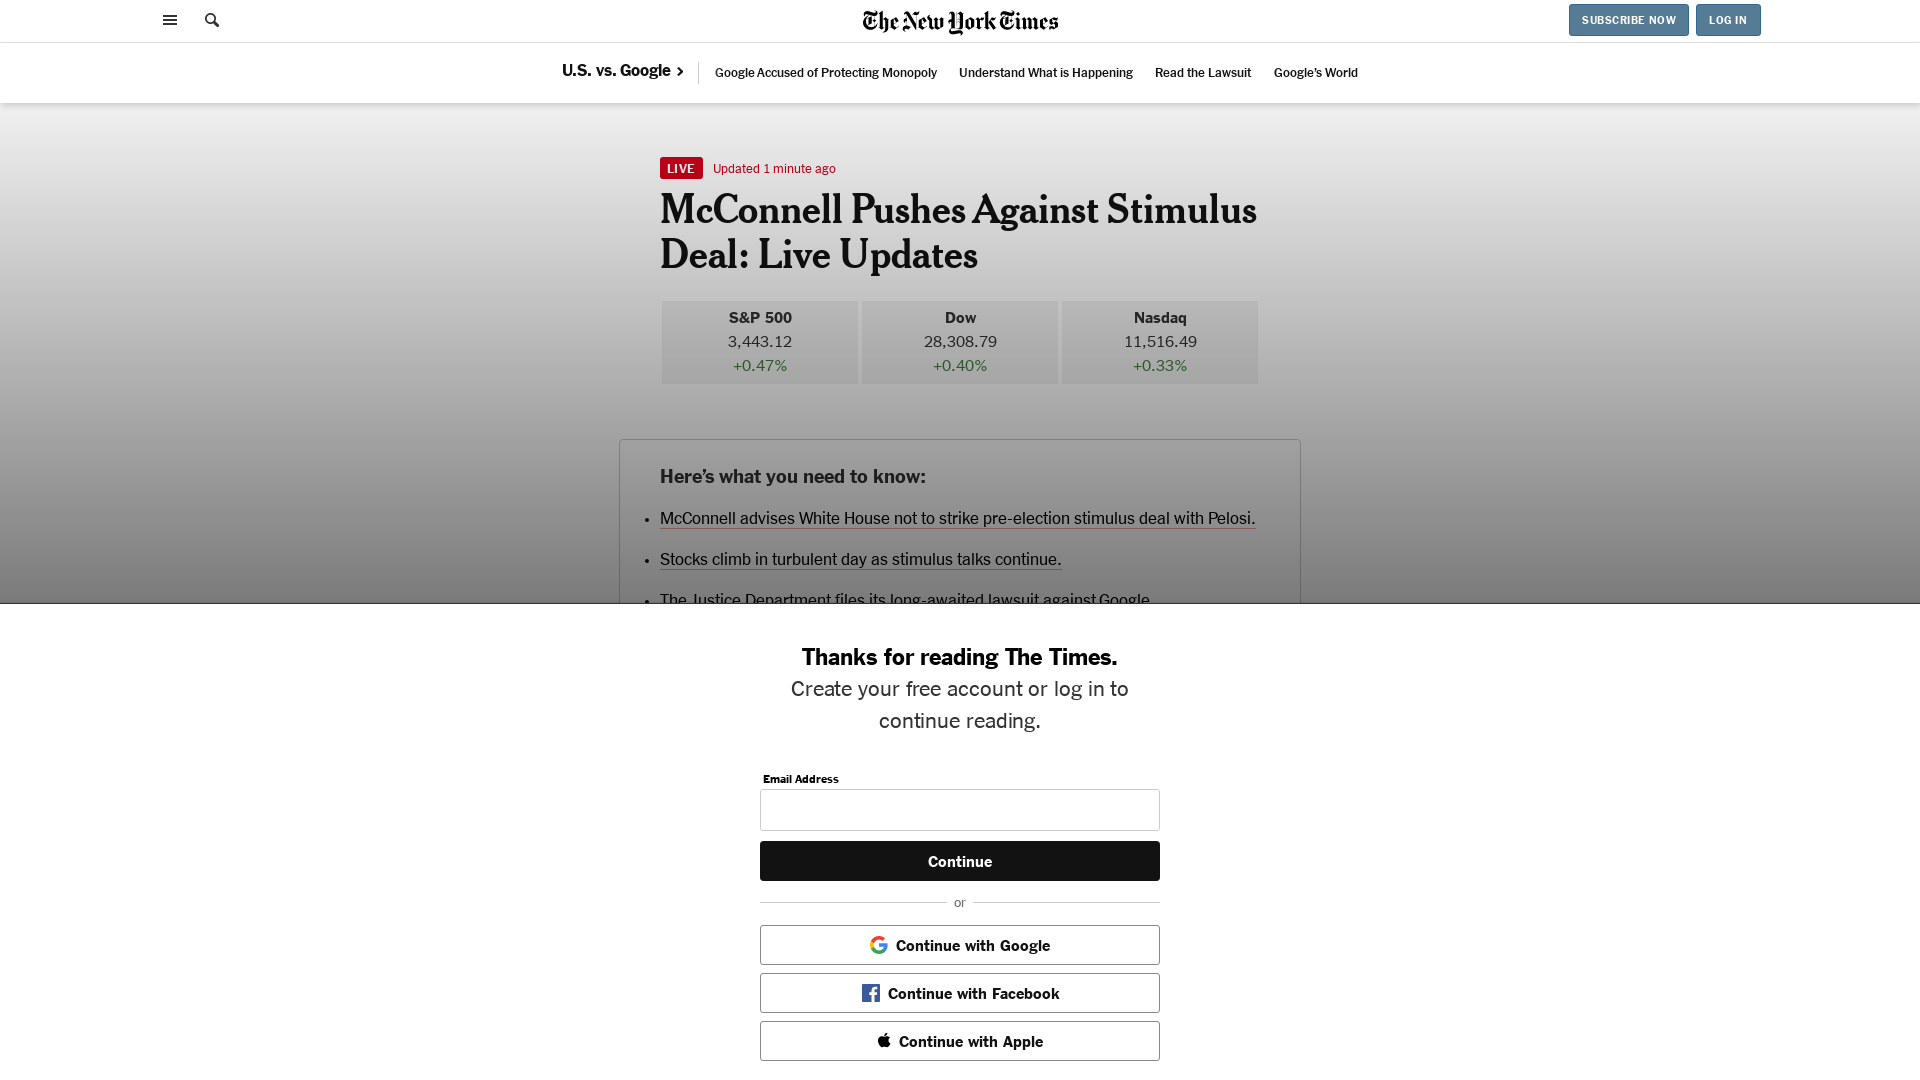 The New York Times
SUBSCRIBE NOW
LOG IN
U.S. vs. Google
Google Accused of Protecting Monopoly
Understand What is Happening
Read the Lawsuit
Google’s World
LIVE
Updated 1 minute ago
McConnell Pushes Against Stimulus
Deal: Live Updates
S&P 500
3,443.12
+0.47%
Dow
28,308.79
+0.40%
Nasdaq
11,516.49
+0.33%
Here’s what you need to know:
McConnell advises White House not to strike pre-election stimulus deal with Pelosi.
Stocks climb in turbulent day as stimulus talks continue.
The Justice Department files its long-awaited lawsuit against Google.
Thanks for reading The Times.
Create your free account or log in to
continue reading.
Email Address
Continue
or
Continue with Google
Continue with Facebook
Continue with Apple